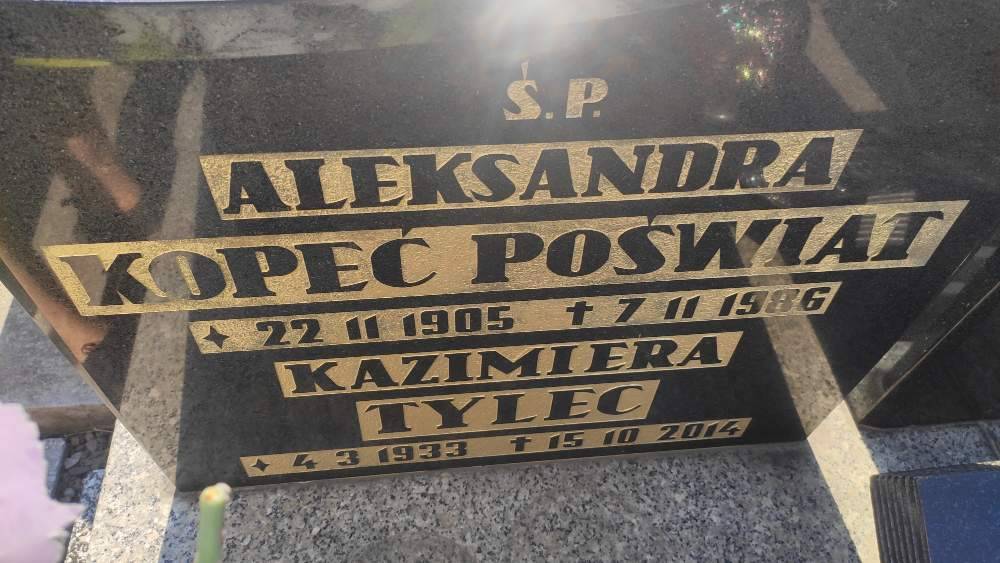 Ś.P.
ALEKSANDRA
KOPEĆ POŚWIAT
✦ 22 11 1905 ✝ 7 11 1986
KAZIMIERA
TYLEC
✦ 4 3 1933 ✝ 15 10 2014